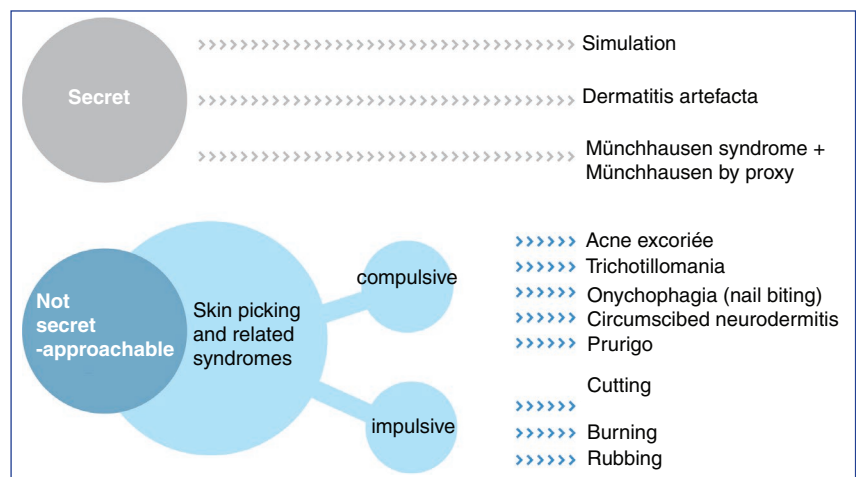 Secret
Simulation
Dermatitis artefacta
Münchhausen syndrome +
Münchhausen by proxy
Not
secret
-approachable
Skin picking
and related
syndromes
compulsive
Acne excoriée
Trichotillomania
Onychophagia (nail biting)
Circumscibed neurodermitis
Prurigo
impulsive
Cutting
Burning
Rubbing